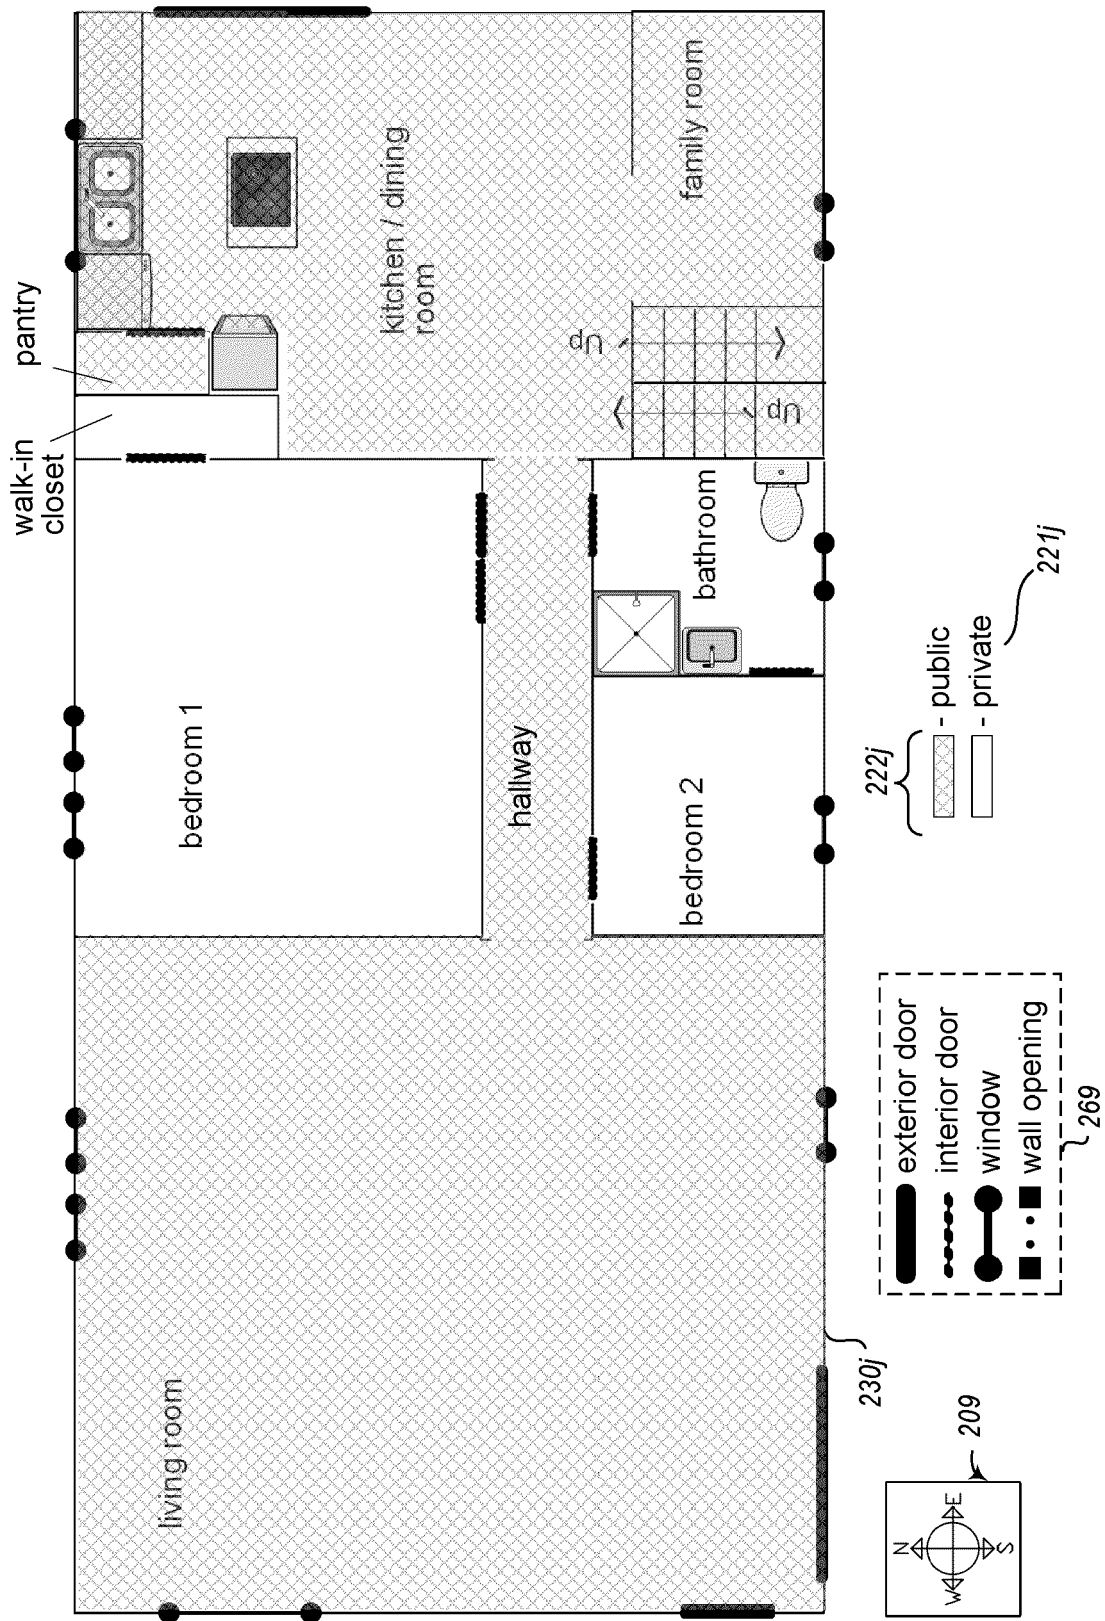 walk-in
closet
pantry
kitchen / dining
room
family room
Up
Up
bedroom 1
hallway
bathroom
bedroom 2
living room
222j
- public
- private
221j
exterior door
interior door
window
wall opening
269
230j
209
N
W
E
S